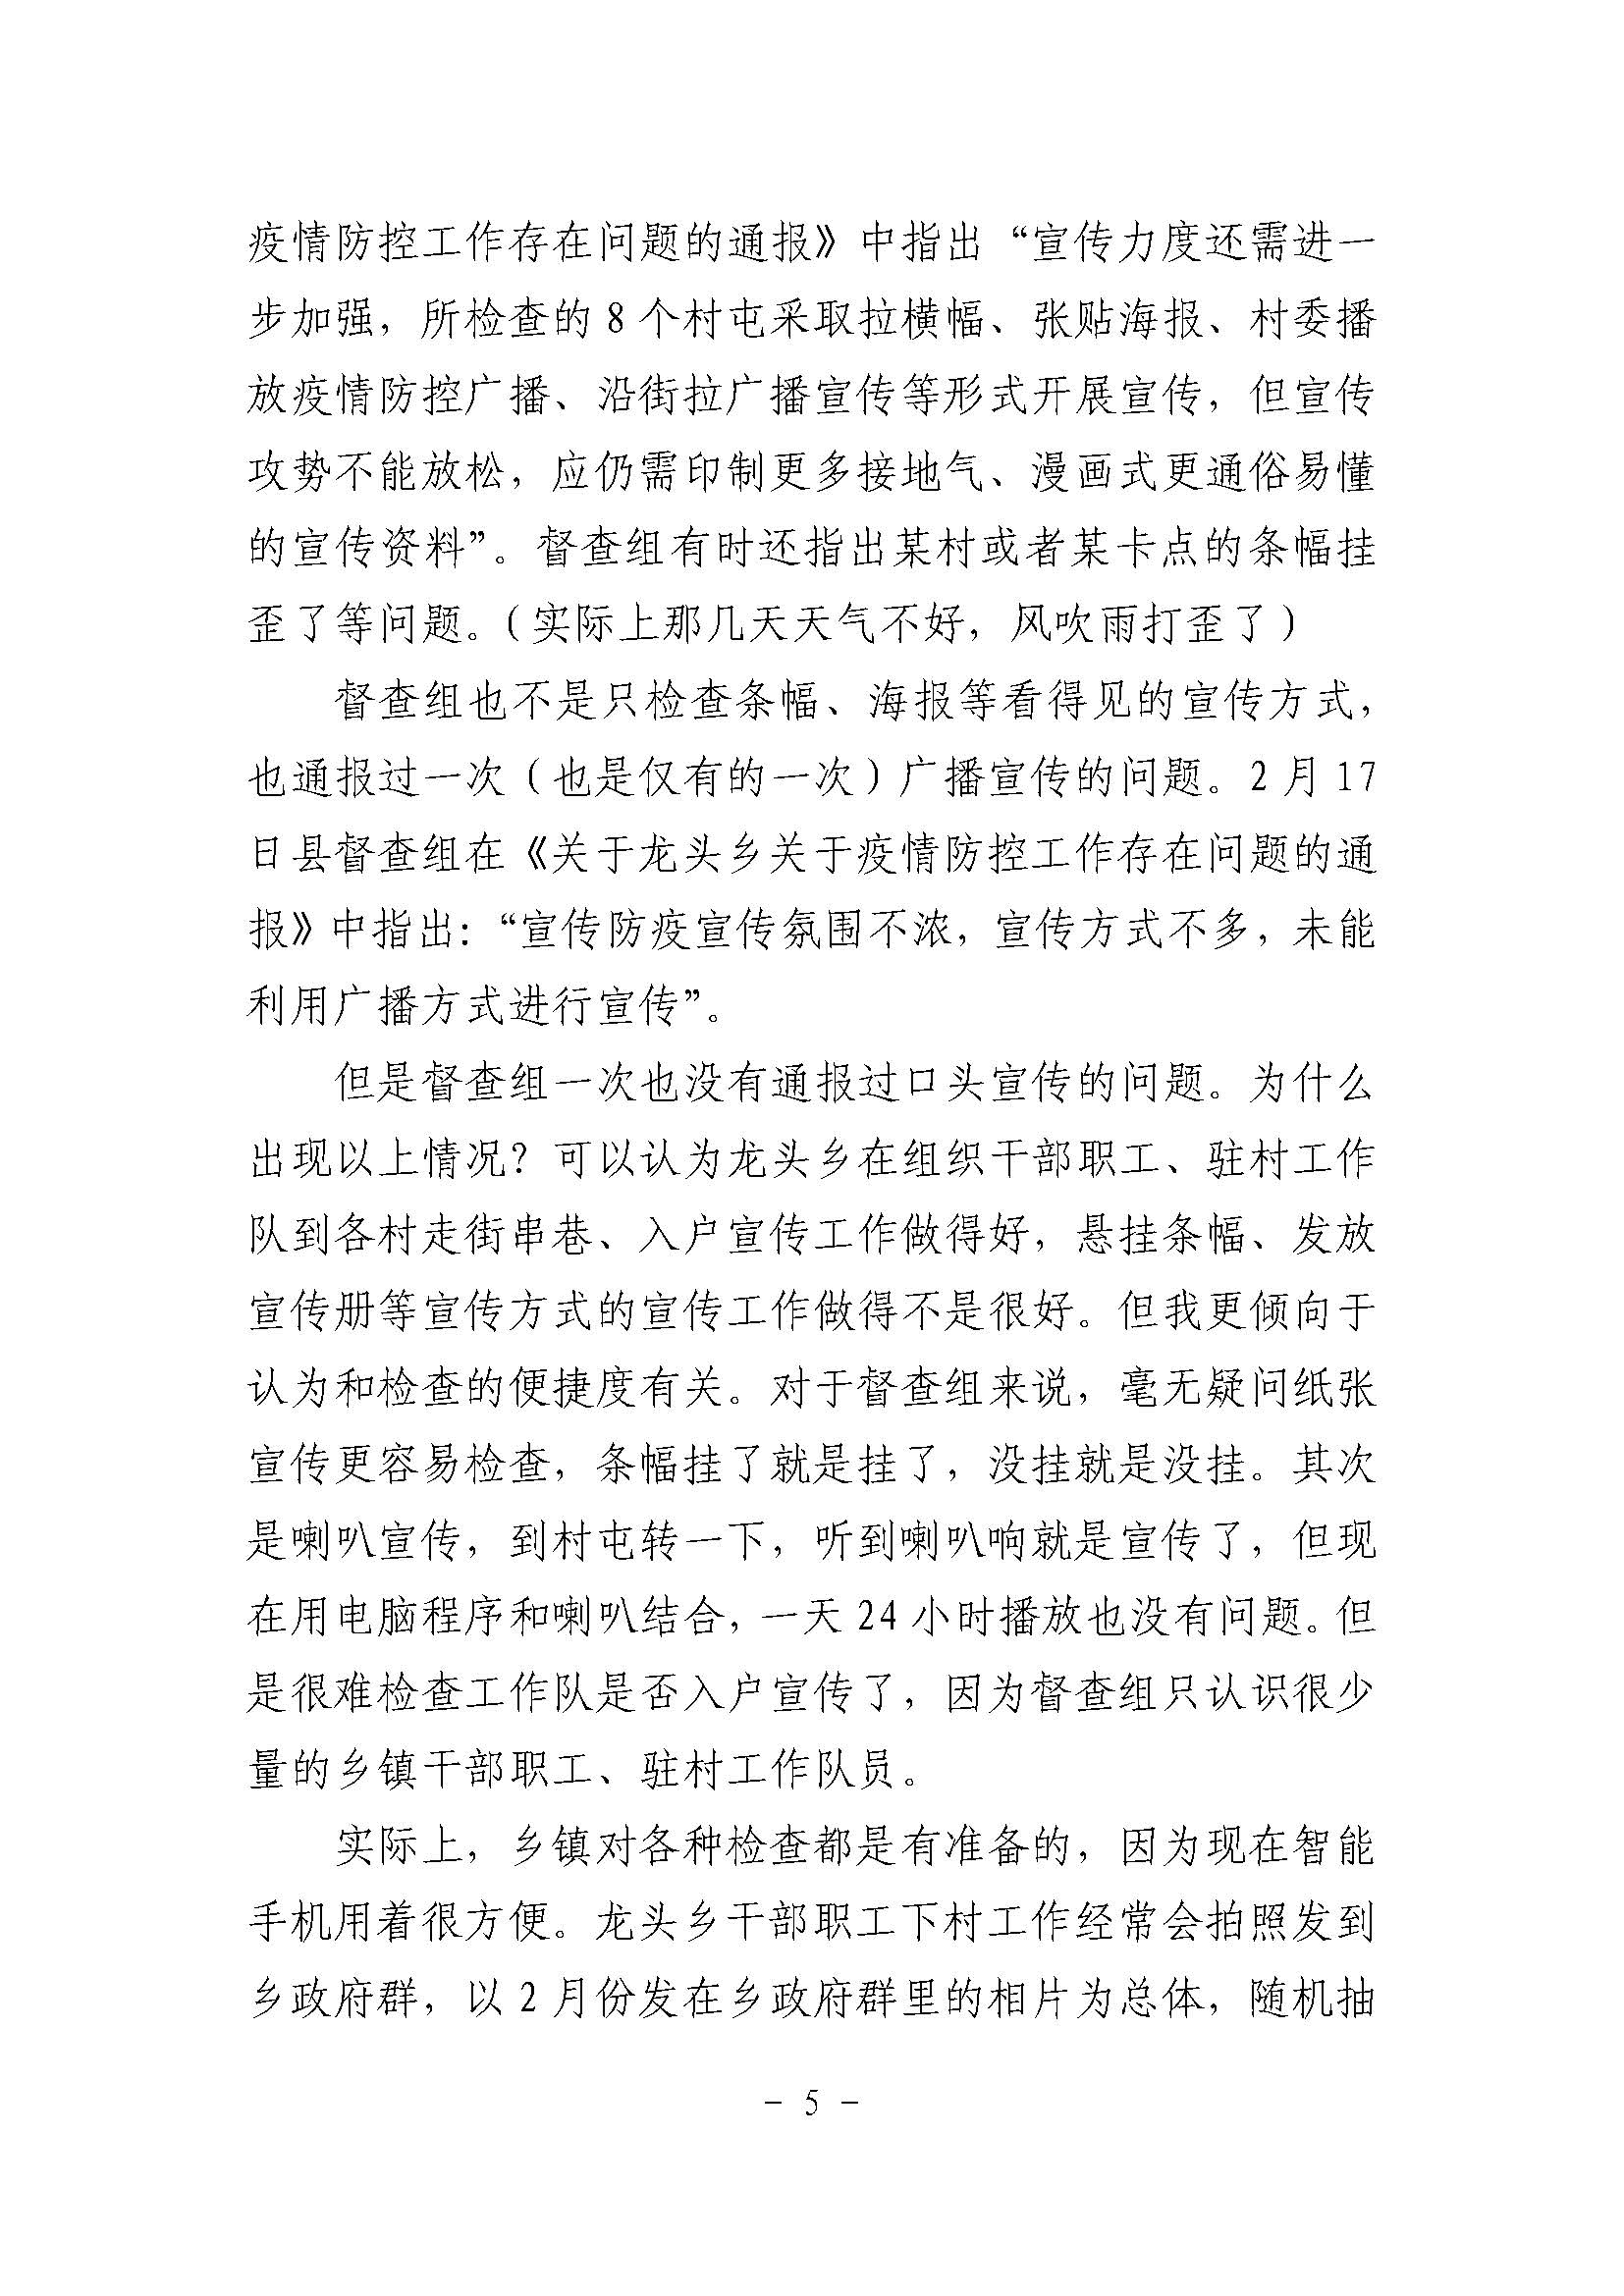 疫情防控工作存在问题的通报》中指出“宣传力度还需进一
步加强，所检查的 8 个村屯采取拉横幅、张贴海报、村委播
放疫情防控广播、沿街拉广播宣传等形式开展宣传，但宣传
攻势不能放松，应仍需印制更多接地气、漫画式更通俗易懂
的宣传资料”。督查组有时还指出某村或者某卡点的条幅挂
歪了等问题。（实际上那几天天气不好，风吹雨打歪了）
督查组也不是只检查条幅、海报等看得见的宣传方式，
也通报过一次（也是仅有的一次）广播宣传的问题。2 月 17
日县督查组在《关于龙头乡关于疫情防控工作存在问题的通
报》中指出：“宣传防疫宣传氛围不浓，宣传方式不多，未能
利用广播方式进行宣传”。
但是督查组一次也没有通报过口头宣传的问题。为什么
出现以上情况？可以认为龙头乡在组织干部职工、驻村工作
队到各村走街串巷、入户宣传工作做得好，悬挂条幅、发放
宣传册等宣传方式的宣传工作做得不是很好。但我更倾向于
认为和检查的便捷度有关。对于督查组来说，毫无疑问纸张
宣传更容易检查，条幅挂了就是挂了，没挂就是没挂。其次
是喇叭宣传，到村屯转一下，听到喇叭响就是宣传了，但现
在用电脑程序和喇叭结合，一天 24 小时播放也没有问题。但
是很难检查工作队是否入户宣传了，因为督查组只认识很少
量的乡镇干部职工、驻村工作队员。
实际上，乡镇对各种检查都是有准备的，因为现在智能
手机用着很方便。龙头乡干部职工下村工作经常会拍照发到
乡政府群，以 2 月份发在乡政府群里的相片为总体，随机抽
- 5 -